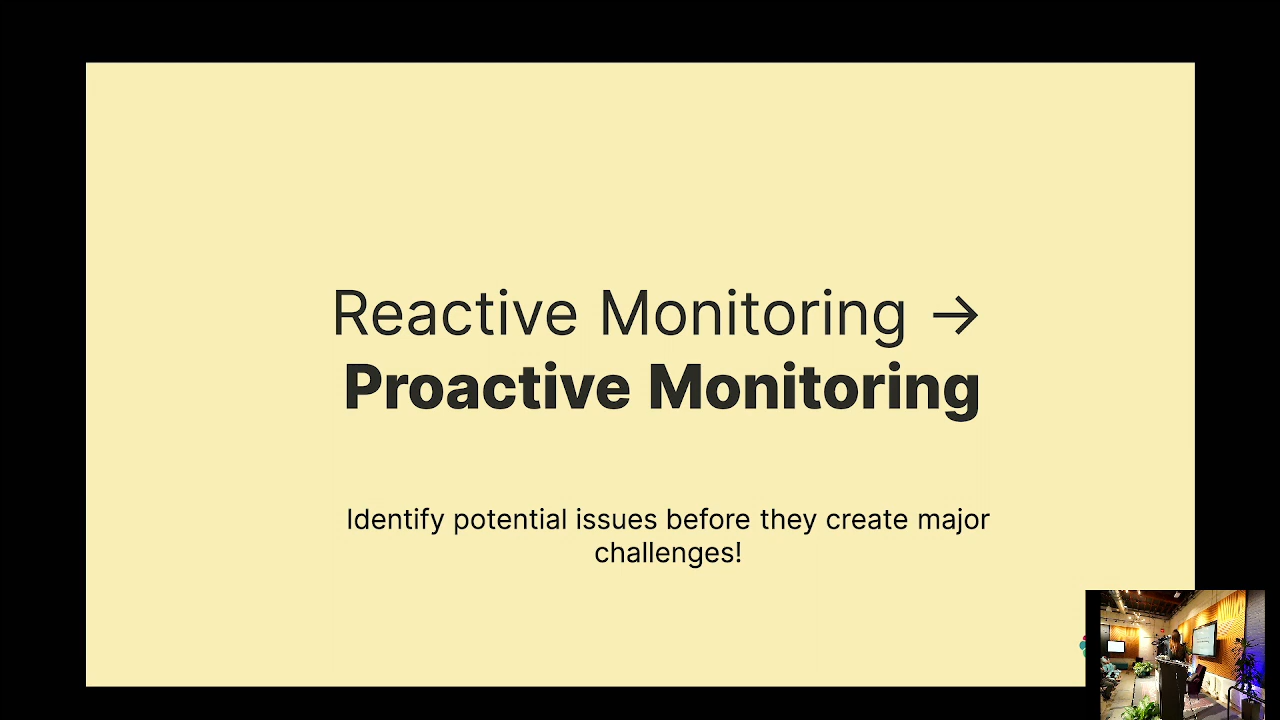 Reactive Monitoring →
Proactive Monitoring
Identify potential issues before they create major
challenges!